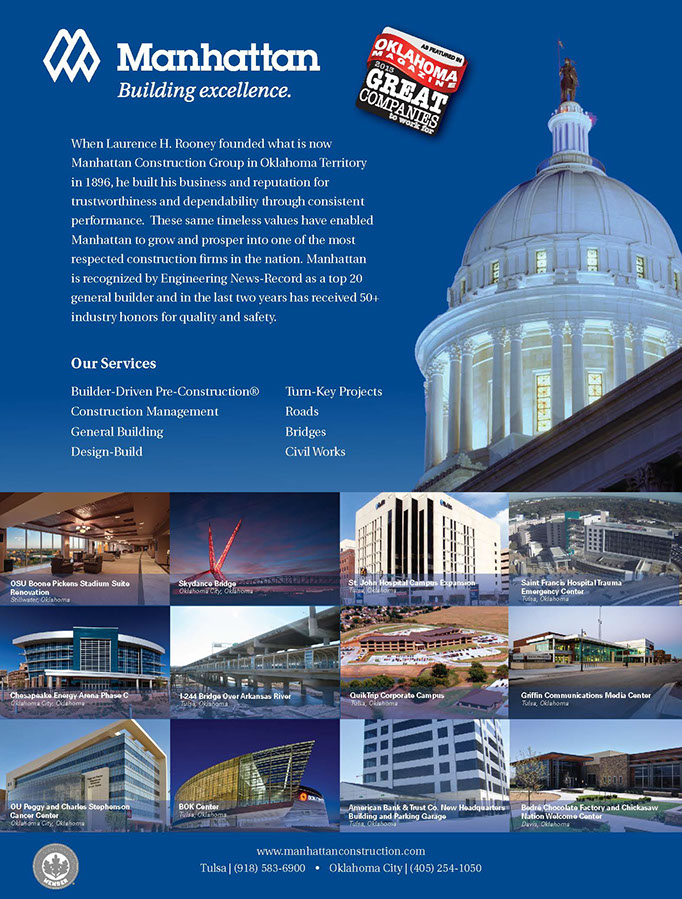 Manhattan
Building excellence.
AS FEATURED IN
OKLAHOMA
MAGAZINE
2015
GREAT
COMPANIES
to work for
When Laurence H. Rooney founded what is now
Manhattan Construction Group in Oklahoma Territory
in 1896, he built his business and reputation for
trustworthiness and dependability through consistent
performance. These same timeless values have enabled
Manhattan to grow and prosper into one of the most
respected construction firms in the nation. Manhattan
is recognized by Engineering News-Record as a top 20
general builder and in the last two years has received 50+
industry honors for quality and safety.
Our Services
Builder-Driven Pre-Construction®
Construction Management
General Building
Design-Build
Turn-Key Projects
Roads
Bridges
Civil Works
OSU Boone Pickens Stadium Suite
Renovation
Stillwater, Oklahoma
Skydance Bridge
Oklahoma City, Oklahoma
St. John Hospital Campus Expansion
Tulsa, Oklahoma
Saint Francis Hospital Trauma
Emergency Center
Tulsa, Oklahoma
Chesapeake Energy Arena Phase C
Oklahoma City, Oklahoma
I-244 Bridge Over Arkansas River
Tulsa, Oklahoma
QuikTrip Corporate Campus
Tulsa, Oklahoma
Griffin Communications Media Center
Tulsa, Oklahoma
OU Peggy and Charles Stephenson
Cancer Center
Oklahoma City, Oklahoma
BOK Center
Tulsa, Oklahoma
American Bank & Trust Co. New Headquarters
Building and Parking Garage
Tulsa, Oklahoma
Bedré Chocolate Factory and Chickasaw
Nation Welcome Center
Davis, Oklahoma
MEMBER
www.manhattanconstruction.com
Tulsa | (918) 583-6900 • Oklahoma City | (405) 254-1050